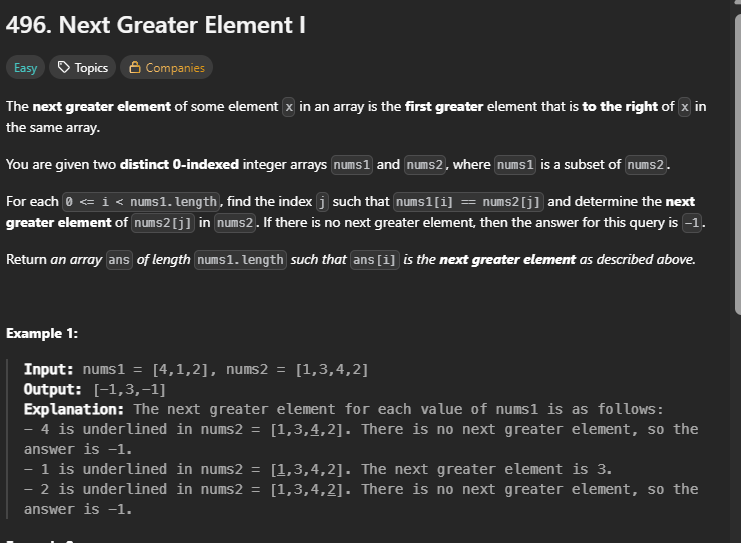 496. Next Greater Element I
Easy Topics Companies
The next greater element of some element x in an array is the first greater element that is to the right of x in
the same array.
You are given two distinct 0-indexed integer arrays nums1 and nums2, where nums1 is a subset of nums2.
For each 0 <= i < nums1.length, find the index j such that nums1[i] == nums2[j] and determine the next
greater element of nums2[j] in nums2. If there is no next greater element, then the answer for this query is -1.
Return an array ans of length nums1.length such that ans[i] is the next greater element as described above.
Example 1:
Input: nums1 = [4,1,2], nums2 = [1,3,4,2]
Output: [-1,3,-1]
Explanation: The next greater element for each value of nums1 is as follows:
- 4 is underlined in nums2 = [1,3,4,2]. There is no next greater element, so the
answer is -1.
- 1 is underlined in nums2 = [1,3,4,2]. The next greater element is 3.
- 2 is underlined in nums2 = [1,3,4,2]. There is no next greater element, so the
answer is -1.